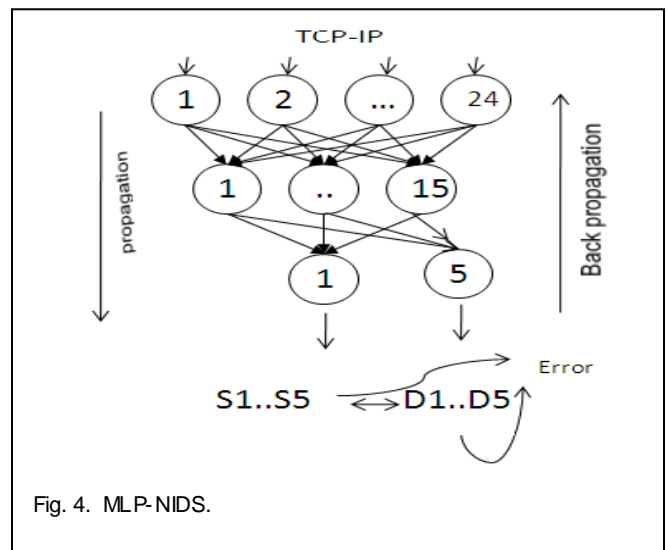 TCP-IP
1 2 ... 24
propagation
Back propagation
1 .. 15
1 5
Error
S1..S5 D1..D5
Fig. 4. MLP-NIDS.